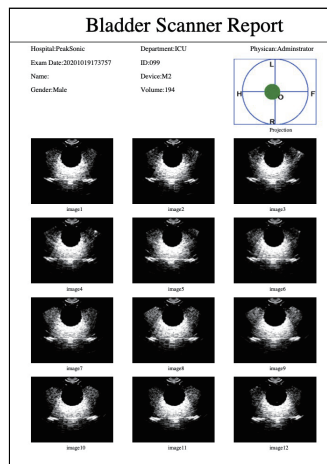 Bladder Scanner Report
Hospital:PeakSonic Department:ICU Physican:Adminstrator
Exam Date:20201019173757 ID:099
Name: Device:M2
Gender:Male Volume:194
L
H O F
R
Projection
image1 image2 image3
image4 image5 image6
image7 image8 image9
image10 image11 image12